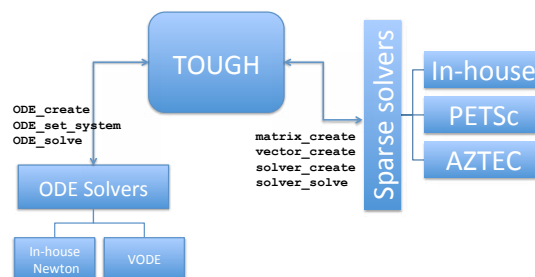 TOUGH
ODE_create
ODE_set_system
ODE_solve
matrix_create
vector_create
solver_create
solver_solve
Sparse solvers
In-house
PETSc
AZTEC
ODE Solvers
In-house
Newton
VODE